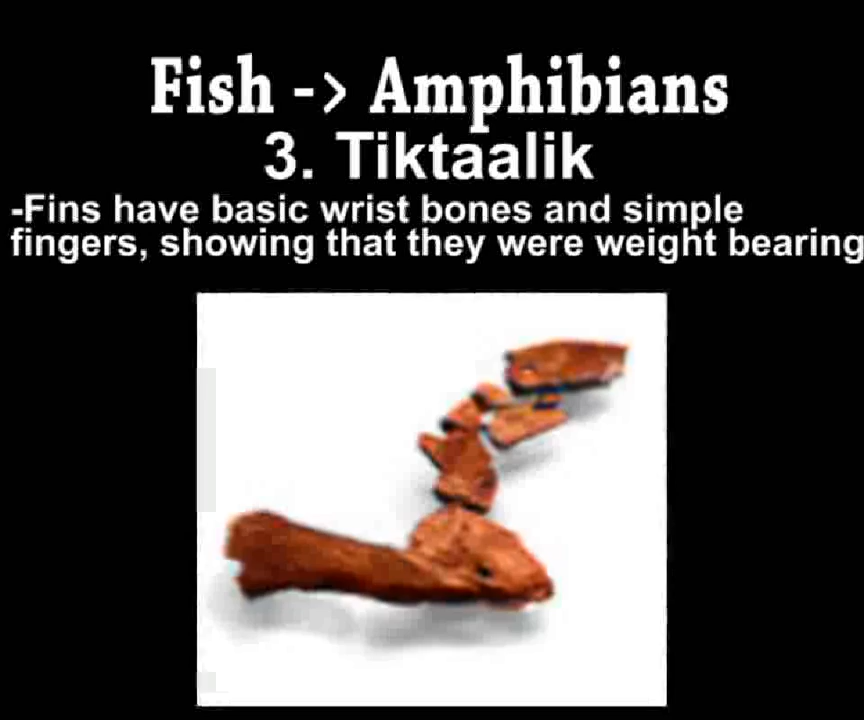 Fish -> Amphibians
3. Tiktaalik
-Fins have basic wrist bones and simple
fingers, showing that they were weight bearing